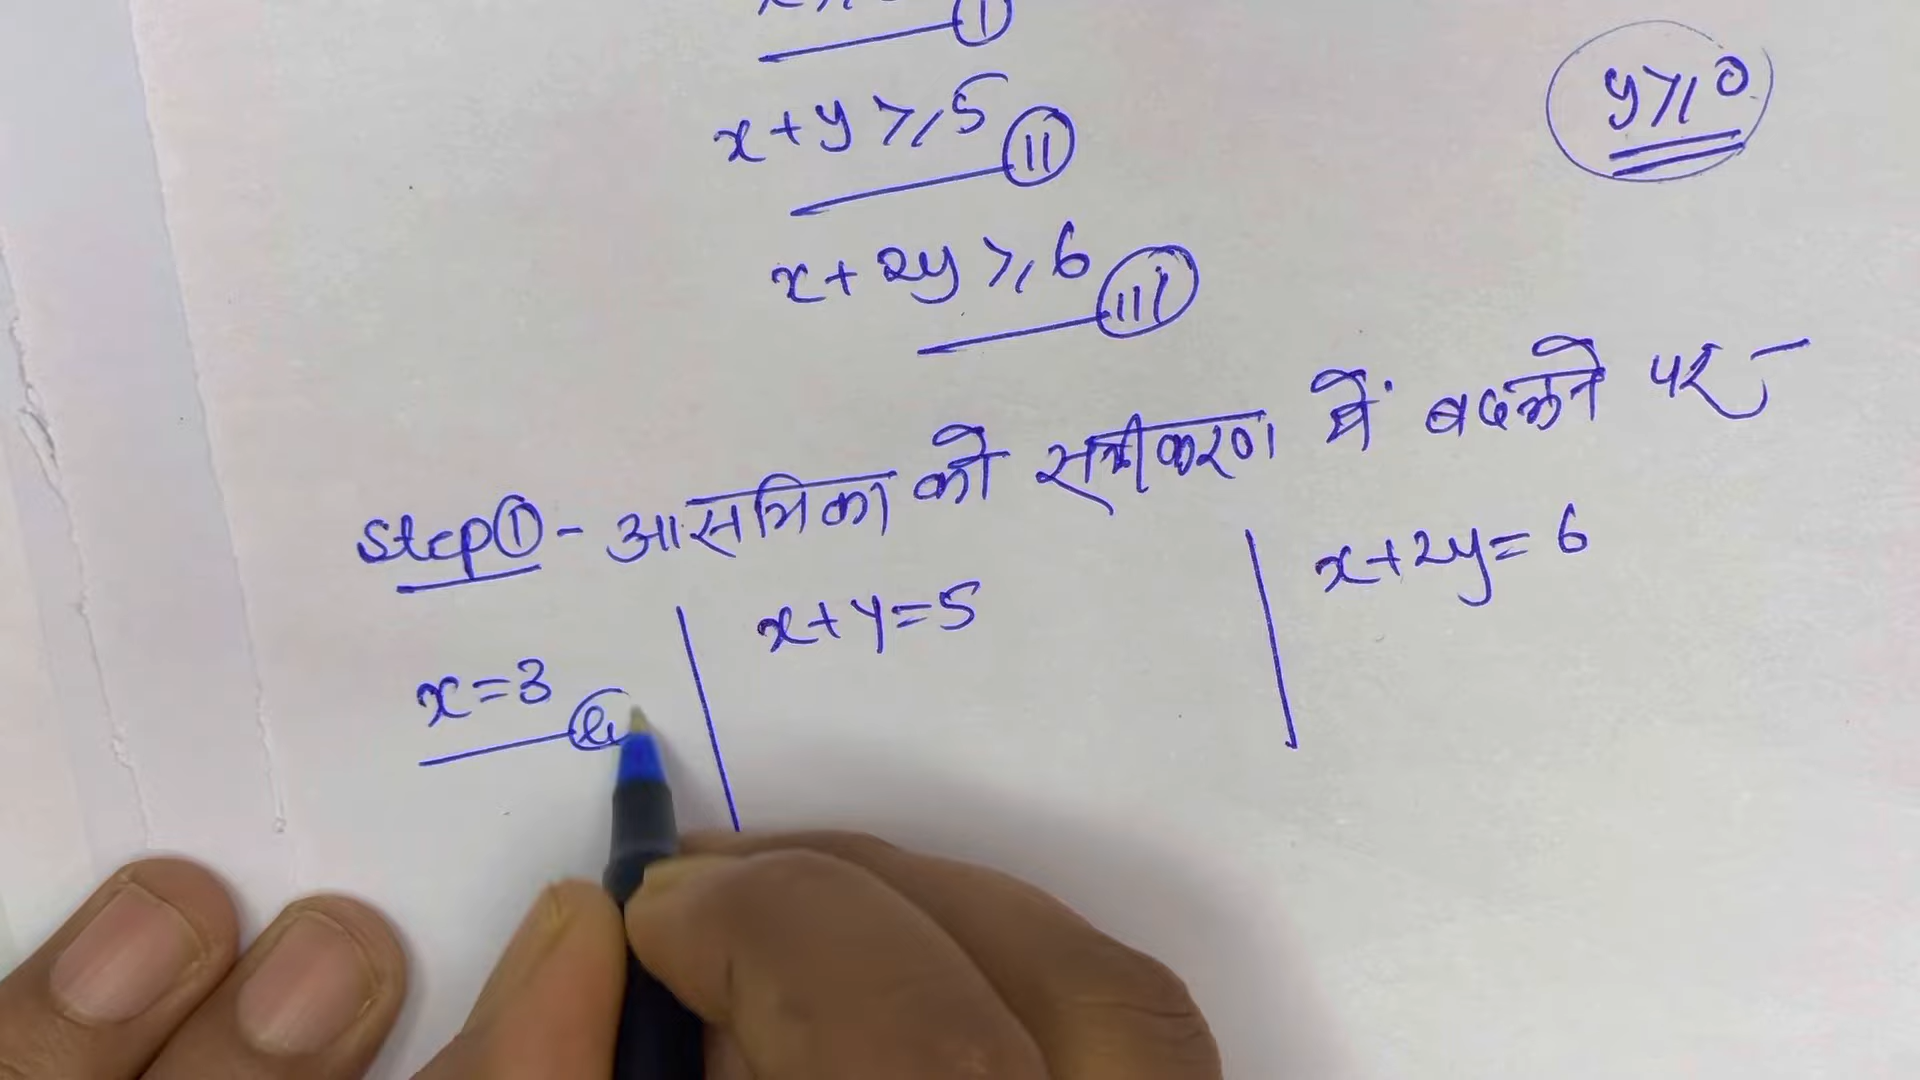 I
x+y≥5 II
y≥0
x+2y≥6 III
Step① - आसमिका को समीकरण में बदलने पर -
x=3
x+y=5
x+2y=6